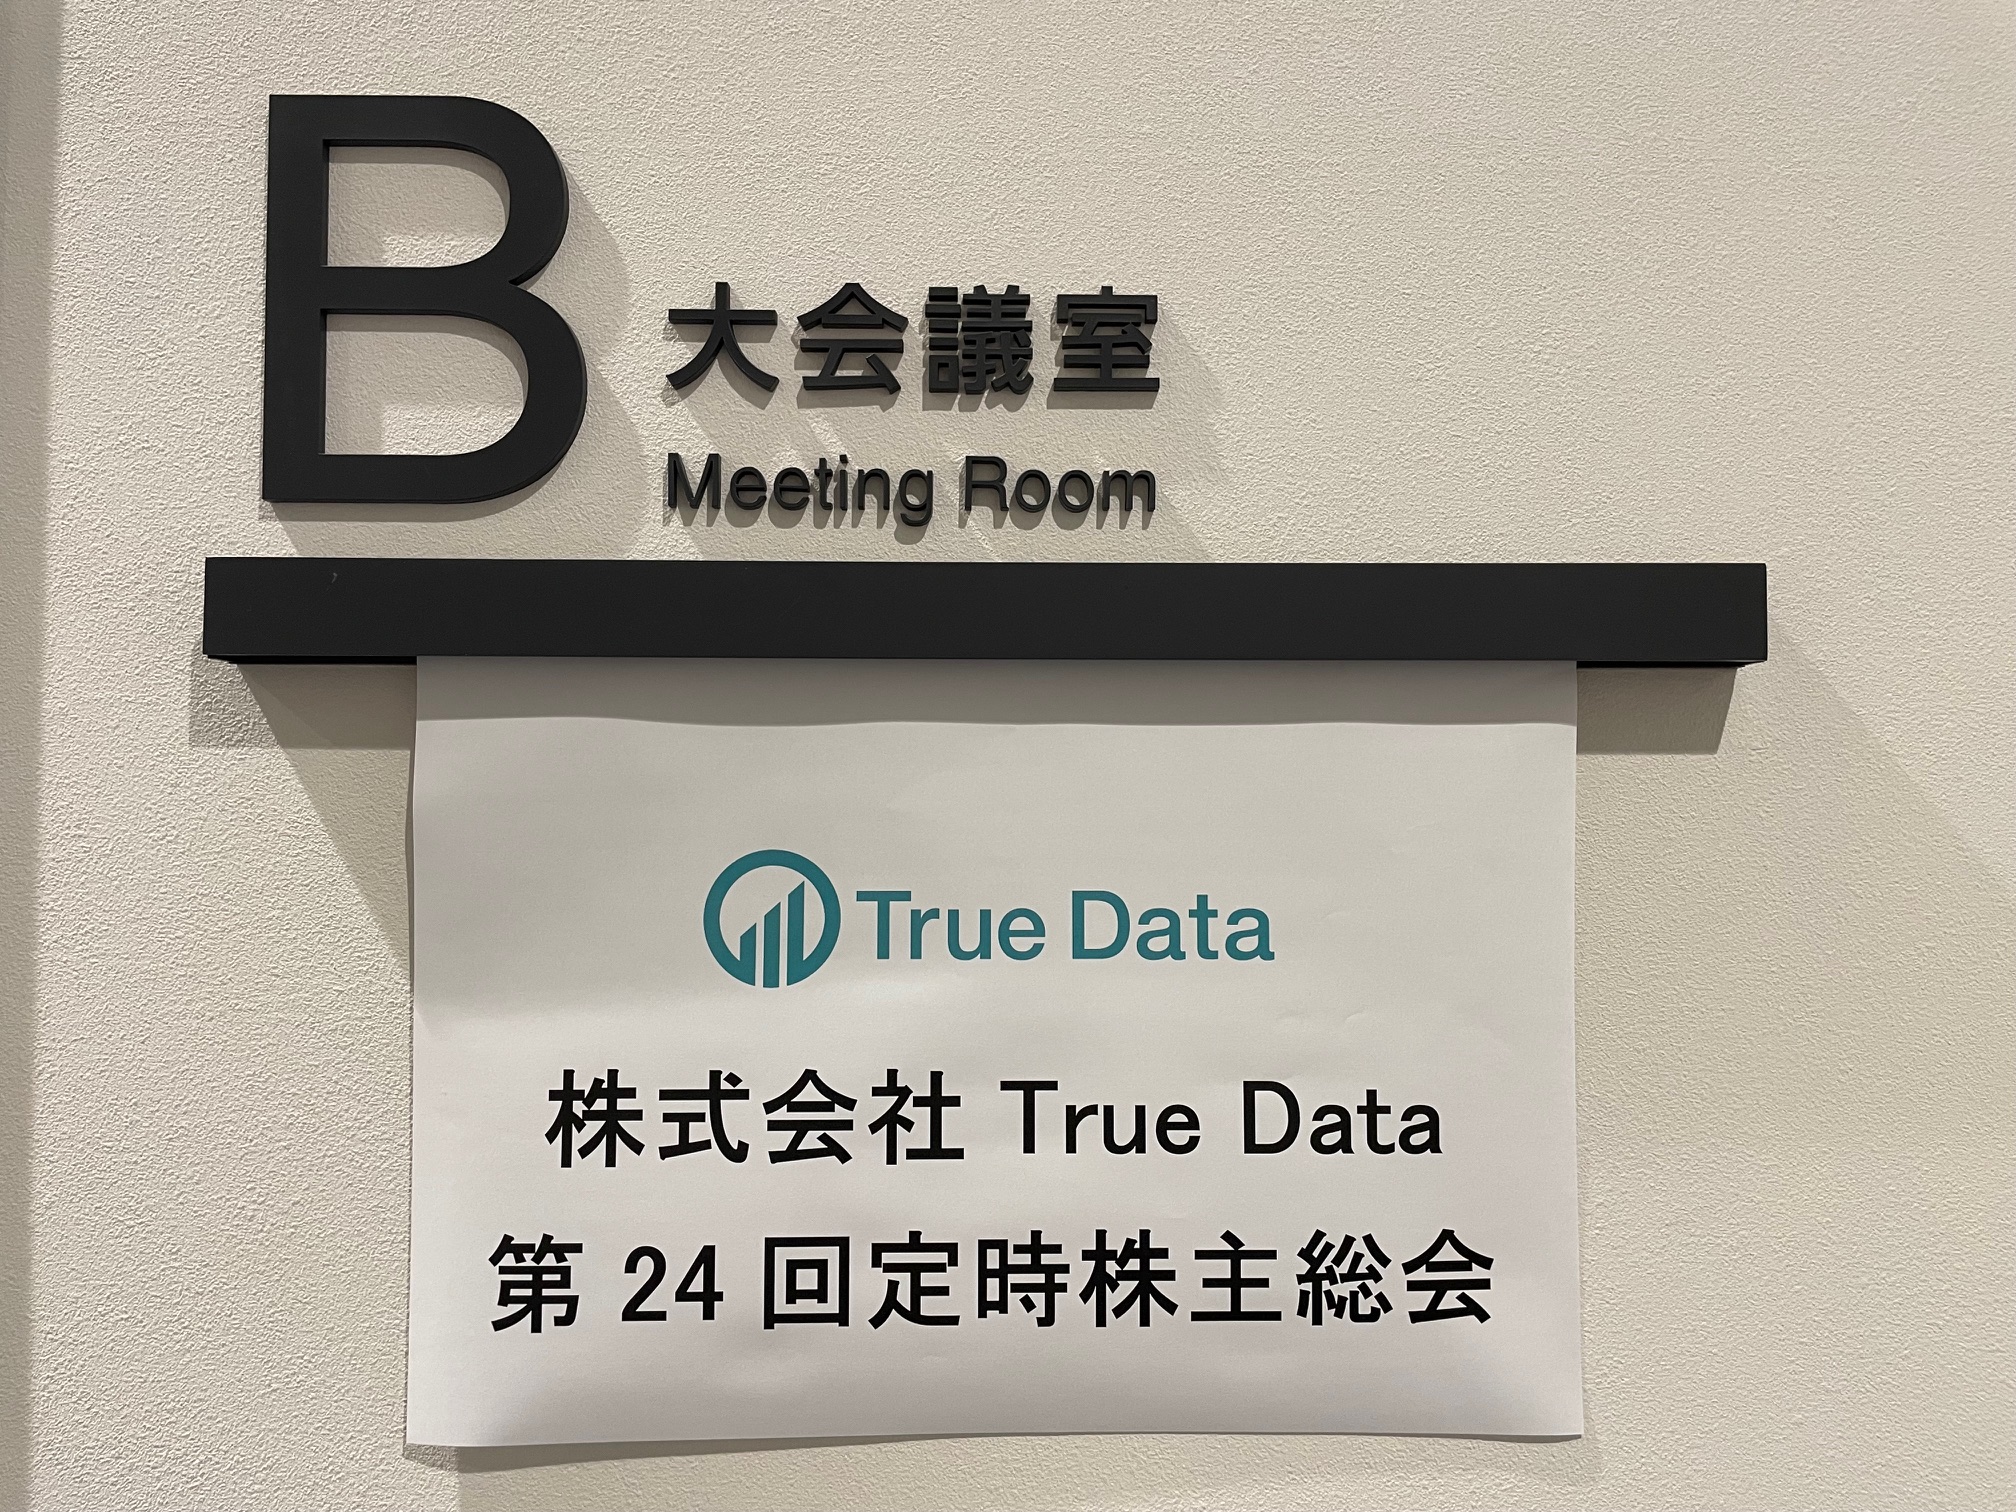 B
大会議室
Meeting Room
True Data
株式会社 True Data
第 24 回定時株主総会